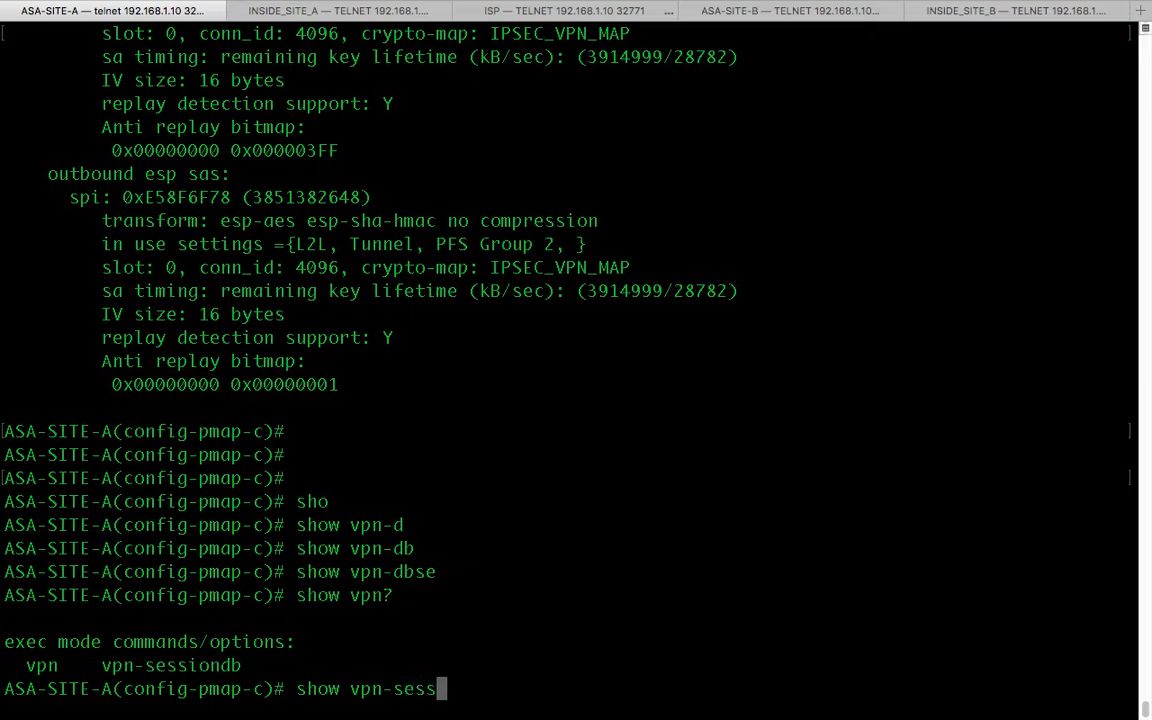 ASA-SITE-A — telnet 192.168.1.10 32...
INSIDE_SITE_A — TELNET 192.168.1....
ISP — TELNET 192.168.1.10 32771
...
ASA-SITE-B — TELNET 192.168.1.10...
INSIDE_SITE_B — TELNET 192.168.1....
slot: 0, conn_id: 4096, crypto-map: IPSEC_VPN_MAP
sa timing: remaining key lifetime (kB/sec): (3914999/28782)
IV size: 16 bytes
replay detection support: Y
Anti replay bitmap:
0x00000000 0x000003FF
outbound esp sas:
spi: 0xE58F6F78 (3851382648)
transform: esp-aes esp-sha-hmac no compression
in use settings ={L2L, Tunnel, PFS Group 2, }
slot: 0, conn_id: 4096, crypto-map: IPSEC_VPN_MAP
sa timing: remaining key lifetime (kB/sec): (3914999/28782)
IV size: 16 bytes
replay detection support: Y
Anti replay bitmap:
0x00000000 0x00000001
ASA-SITE-A(config-pmap-c)#
ASA-SITE-A(config-pmap-c)#
ASA-SITE-A(config-pmap-c)#
ASA-SITE-A(config-pmap-c)# sho
ASA-SITE-A(config-pmap-c)# show vpn-d
ASA-SITE-A(config-pmap-c)# show vpn-db
ASA-SITE-A(config-pmap-c)# show vpn-dbse
ASA-SITE-A(config-pmap-c)# show vpn?
exec mode commands/options:
vpn vpn-sessiondb
ASA-SITE-A(config-pmap-c)# show vpn-sess